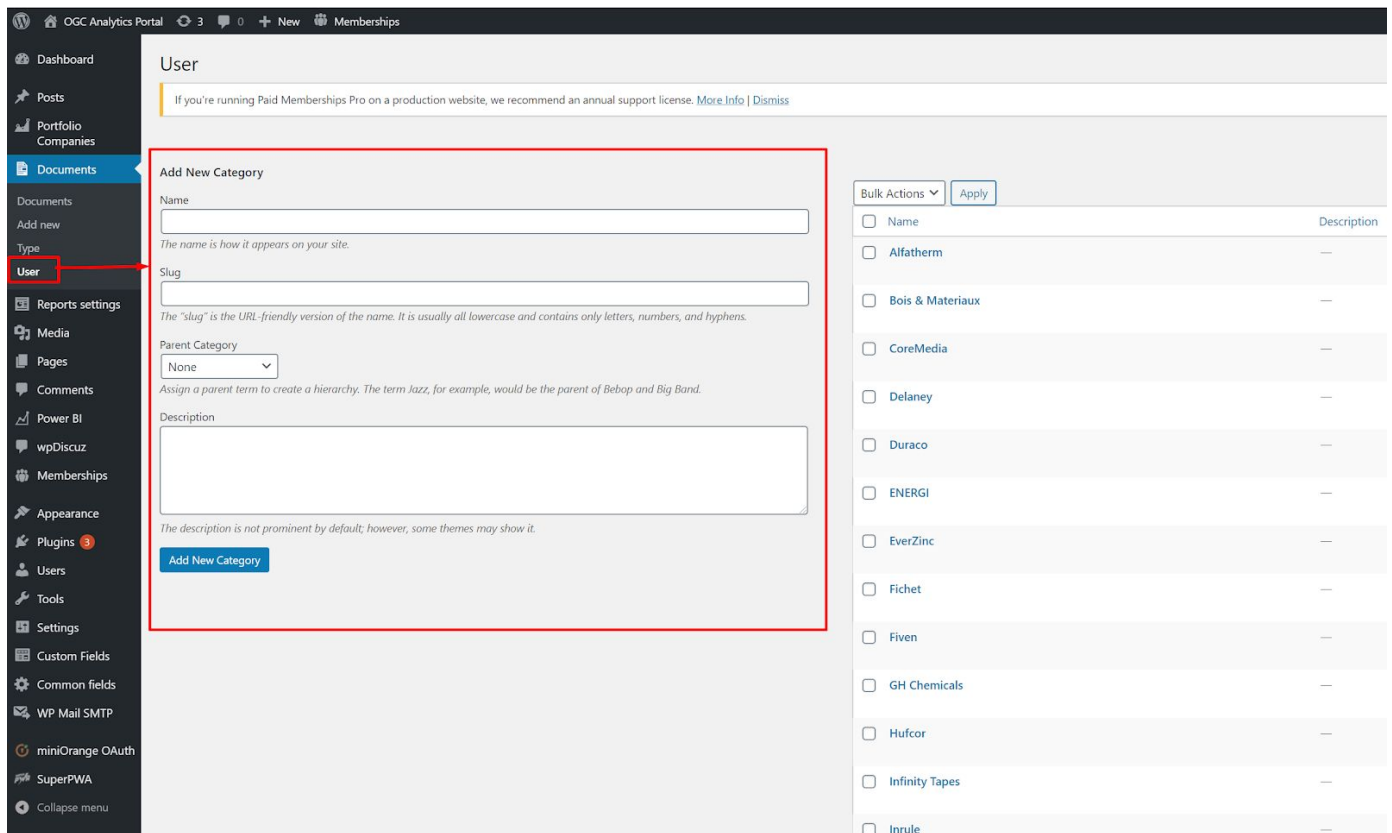 OGC Analytics Portal 3 0 New Memberships
Dashboard
Posts
Portfolio
Companies
Documents
Documents
Add new
Type
User
Reports settings
Media
Pages
Comments
Power BI
wpDiscuz
Memberships
Appearance
Plugins 3
Users
Tools
Settings
Custom Fields
Common fields
WP Mail SMTP
miniOrange OAuth
SuperPWA
Collapse menu
User
If you're running Paid Memberships Pro on a production website, we recommend an annual support license. More Info | Dismiss
Add New Category
Name
The name is how it appears on your site.
Slug
The "slug" is the URL-friendly version of the name. It is usually all lowercase and contains only letters, numbers, and hyphens.
Parent Category
None
Assign a parent term to create a hierarchy. The term Jazz, for example, would be the parent of Bebop and Big Band.
Description
The description is not prominent by default; however, some themes may show it.
Add New Category
Bulk Actions Apply
Name Description
Alfatherm —
Bois & Materiaux —
CoreMedia —
Delaney —
Duraco —
ENERGI —
EverZinc —
Fichet —
Fiven —
GH Chemicals —
Hufcor —
Infinity Tapes —
Inrule —